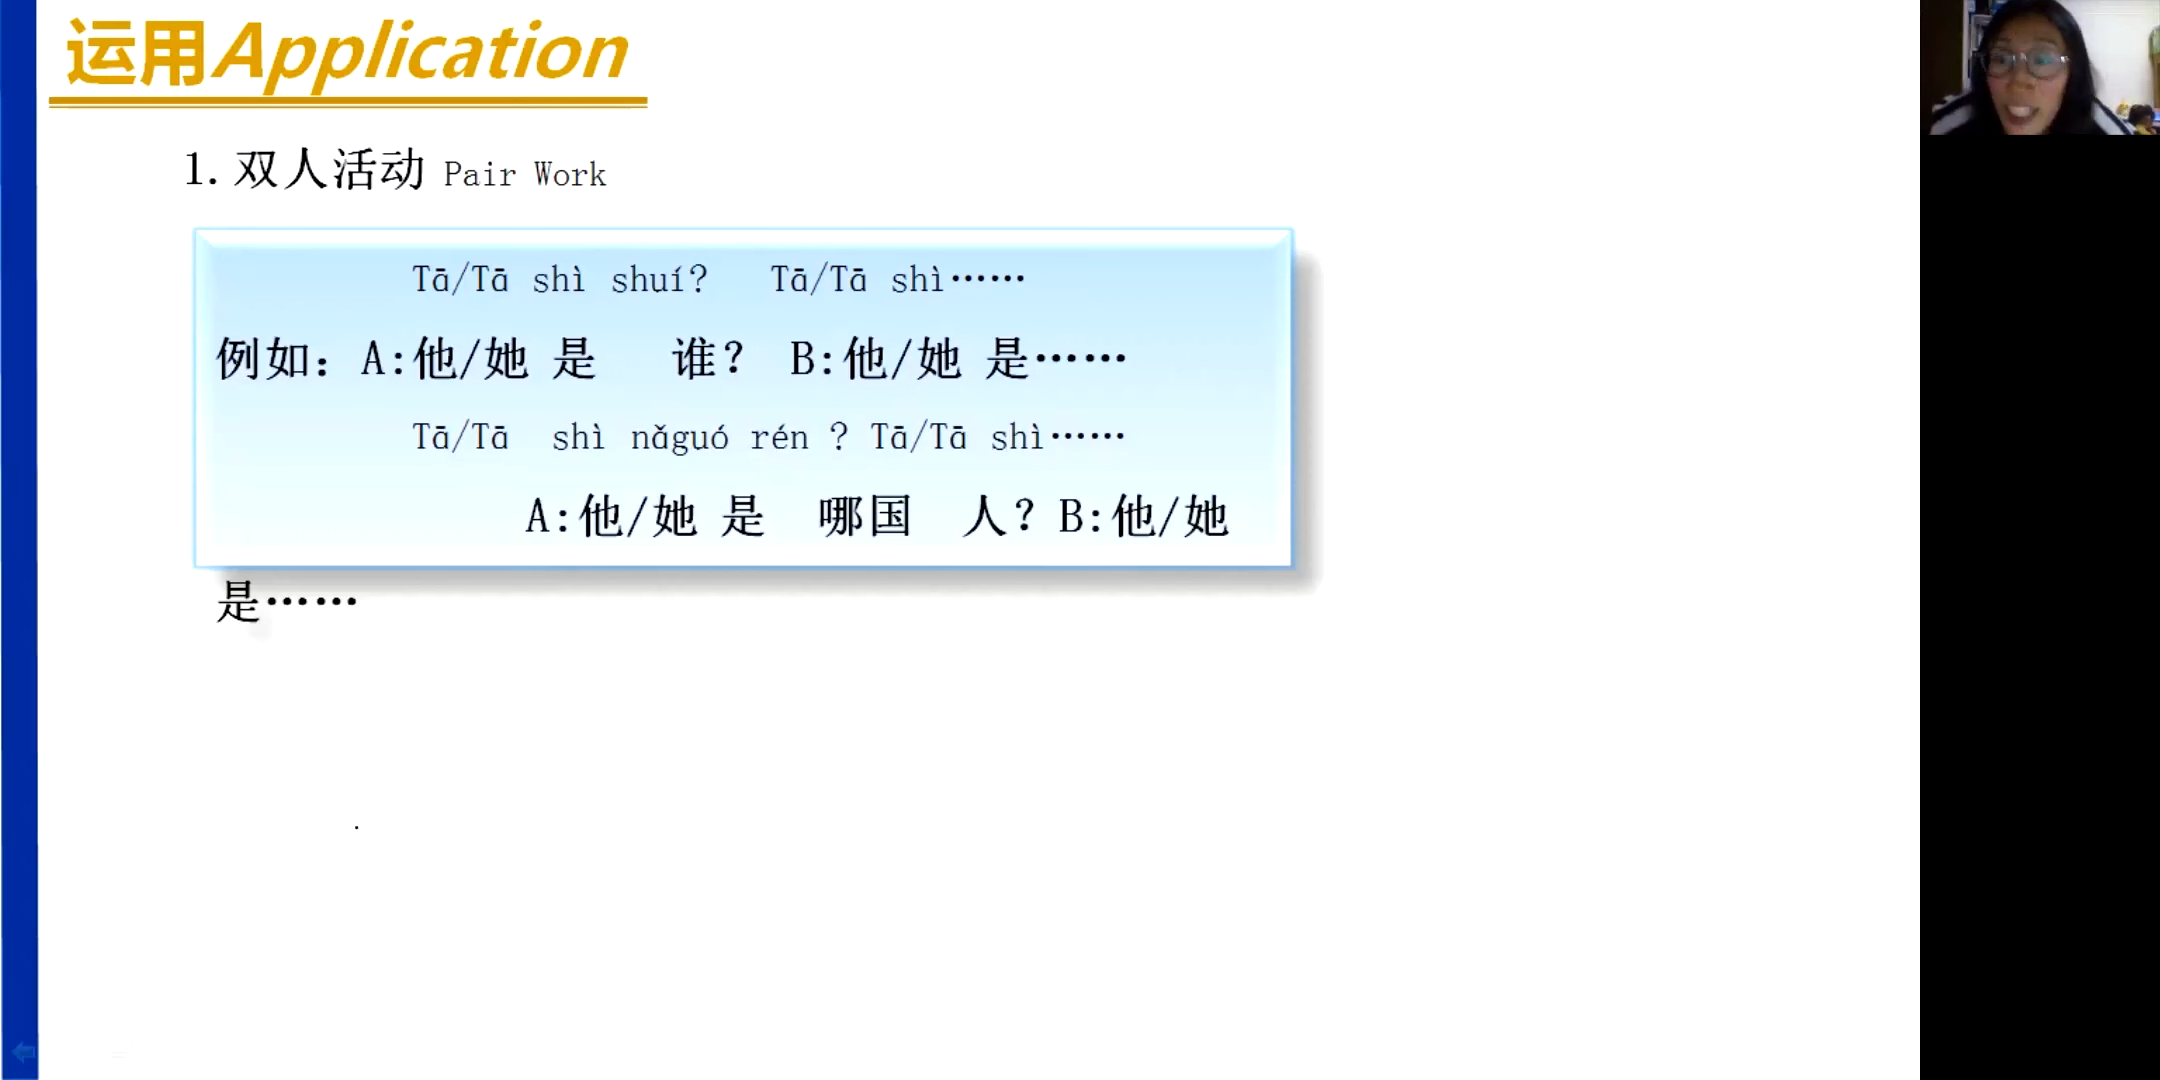 运用Application
1. 双人活动 Pair Work
Tā/Tā shì shuí? Tā/Tā shì……
例如: A:他/她 是 谁? B:他/她 是……
Tā/Tā shì nǎguó rén ? Tā/Tā shì……
A:他/她 是 哪国 人? B:他/她
是……